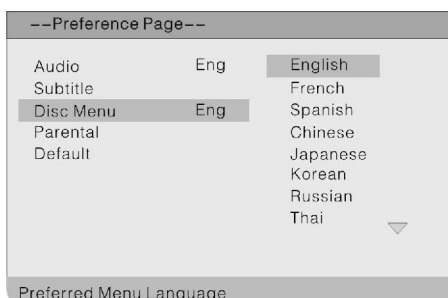 --Preference Page--
Audio Eng
Subtitle
Disc Menu Eng
Parental
Default
English
French
Spanish
Chinese
Japanese
Korean
Russian
Thai
Preferred Menu Language